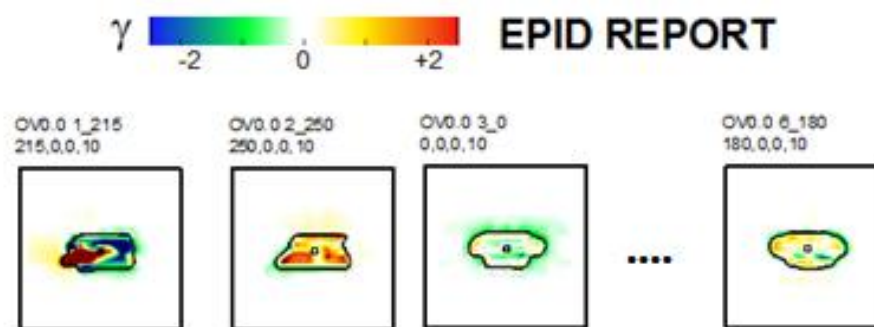 γ EPID REPORT
-2 0 +2
OV0.0 1_215
215,0,0,10
OV0.0 2_250
250,0,0,10
OV0.0 3_0
0,0,0,10
....
OV0.0 6_180
180,0,0,10